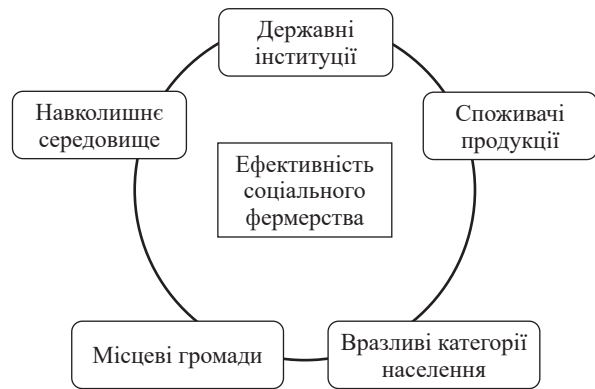 Державні
інституції
Навколишнє
середовище
Споживачі
продукції
Ефективність
соціального
фермерства
Місцеві громади
Вразливі категорії
населення